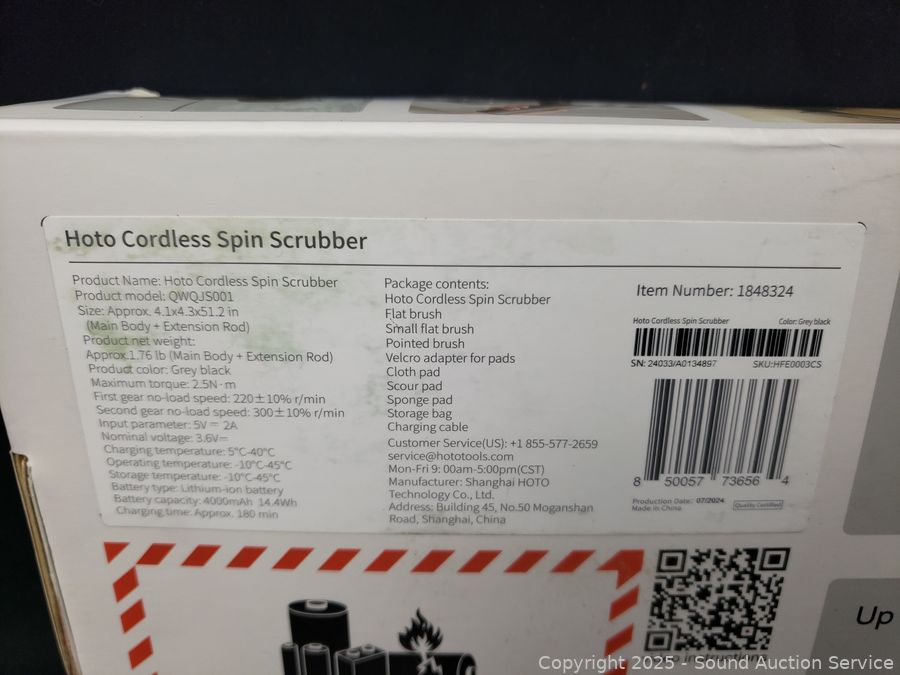 Hoto Cordless Spin Scrubber
Product Name: Hoto Cordless Spin Scrubber
Product model: QWQJS001
Size: Approx. 4.1x4.3x51.2 in
(Main Body + Extension Rod)
Product net weight:
Approx.1.76 lb (Main Body + Extension Rod)
Product color: Grey black
Maximum torque: 2.5N·m
First gear no-load speed: 220±10% r/min
Second gear no-load speed: 300±10% r/min
Input parameter: 5V⎓ 2A
Nominal voltage: 3.6V⎓
Charging temperature: 5°C-40°C
Operating temperature: -10°C-45°C
Storage temperature: -10°C-45°C
Battery type: Lithium-ion battery
Battery capacity: 4000mAh 14.4Wh
Charging time: Approx. 180 min
Package contents:
Hoto Cordless Spin Scrubber
Flat brush
Small flat brush
Pointed brush
Velcro adapter for pads
Cloth pad
Scour pad
Sponge pad
Storage bag
Charging cable
Customer Service(US): +1 855-577-2659
service@hototools.com
Mon-Fri 9: 00am-5:00pm(CST)
Manufacturer: Shanghai HOTO
Technology Co., Ltd.
Address: Building 45, No.50 Moganshan
Road, Shanghai, China
Item Number: 1848324
Hoto Cordless Spin Scrubber Color: Grey black
SN: 24033/A0134897 SKU:HFE0003CS
8 50057 73656 4
Production Date: 07/2024
Made in China
Quality Certified
Up
instructions
Copyright 2025 - Sound Auction Service